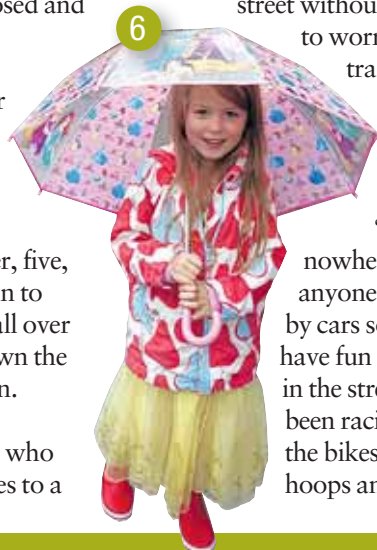 osed and
r
r, five,
n to
all over
wn the
n.
who
es to a
6
street withou
to worr
tra
nowhe
anyone
by cars so
have fun
in the stre
been raci
the bikes
hoops an